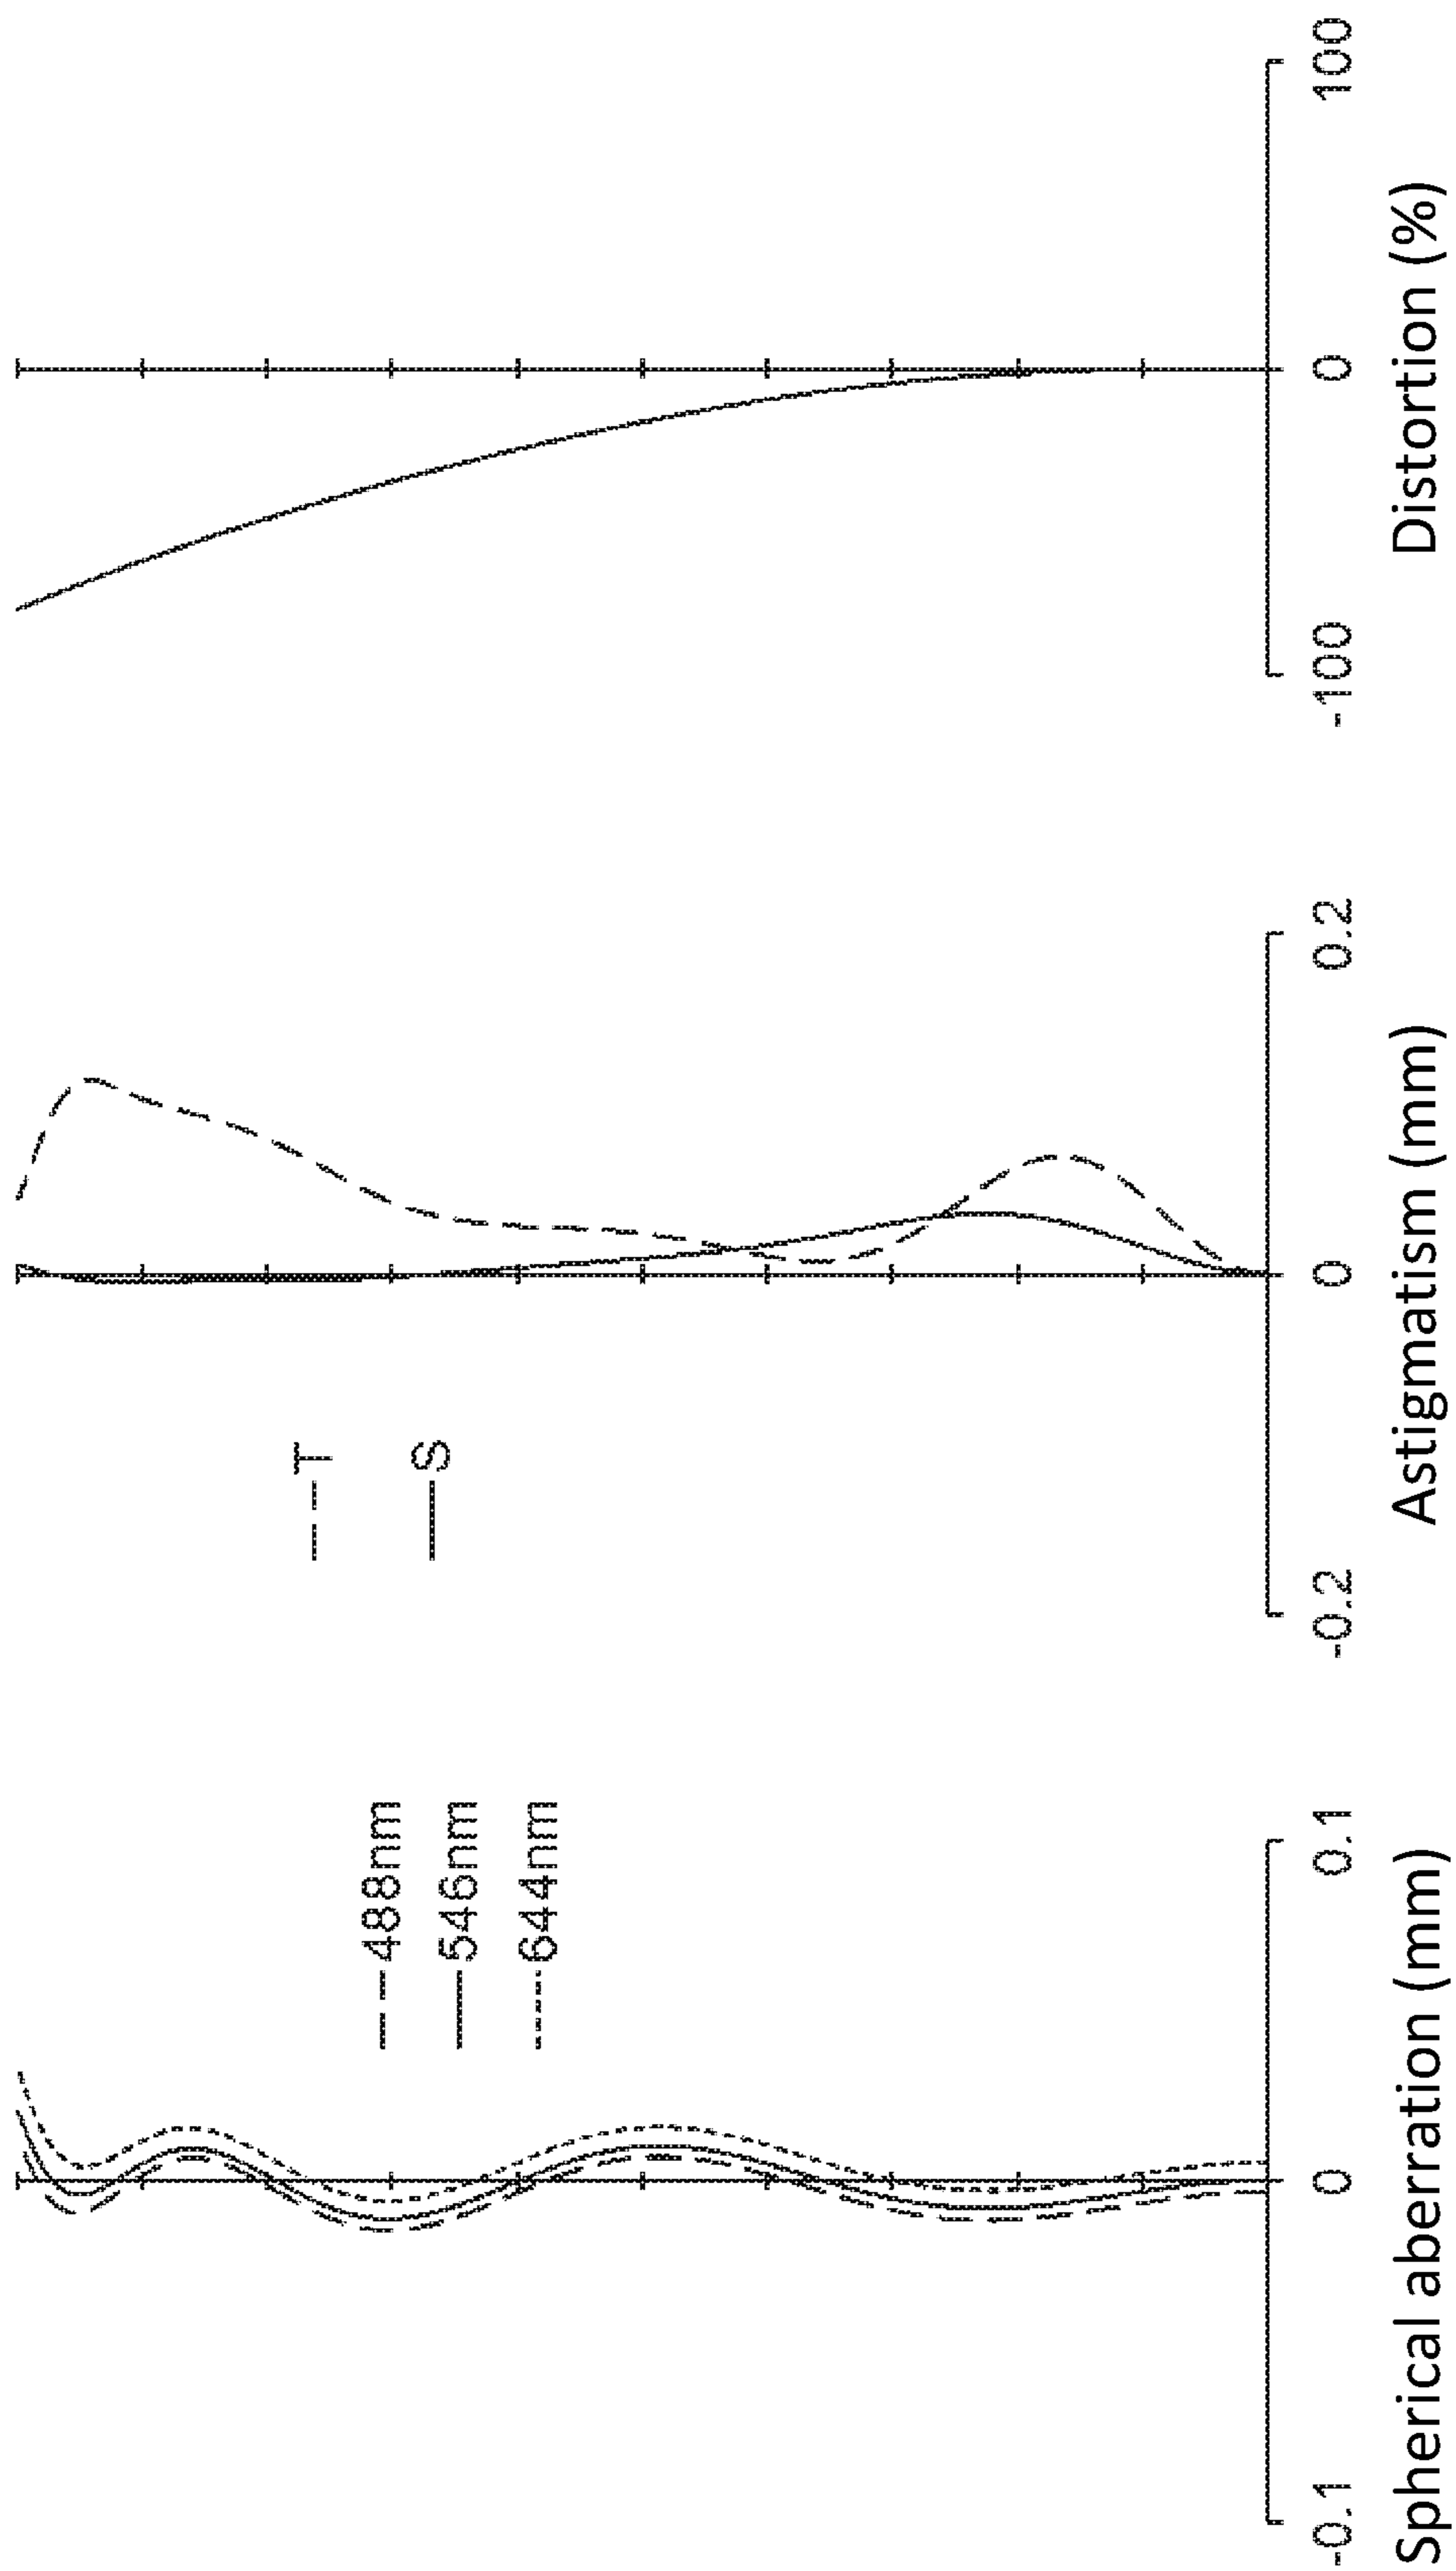 488nm
546nm
644nm
-0.1 0 0.1
Spherical aberration (mm)
T
S
-0.2 0 0.2
Astigmatism (mm)
-100 0 100
Distortion (%)